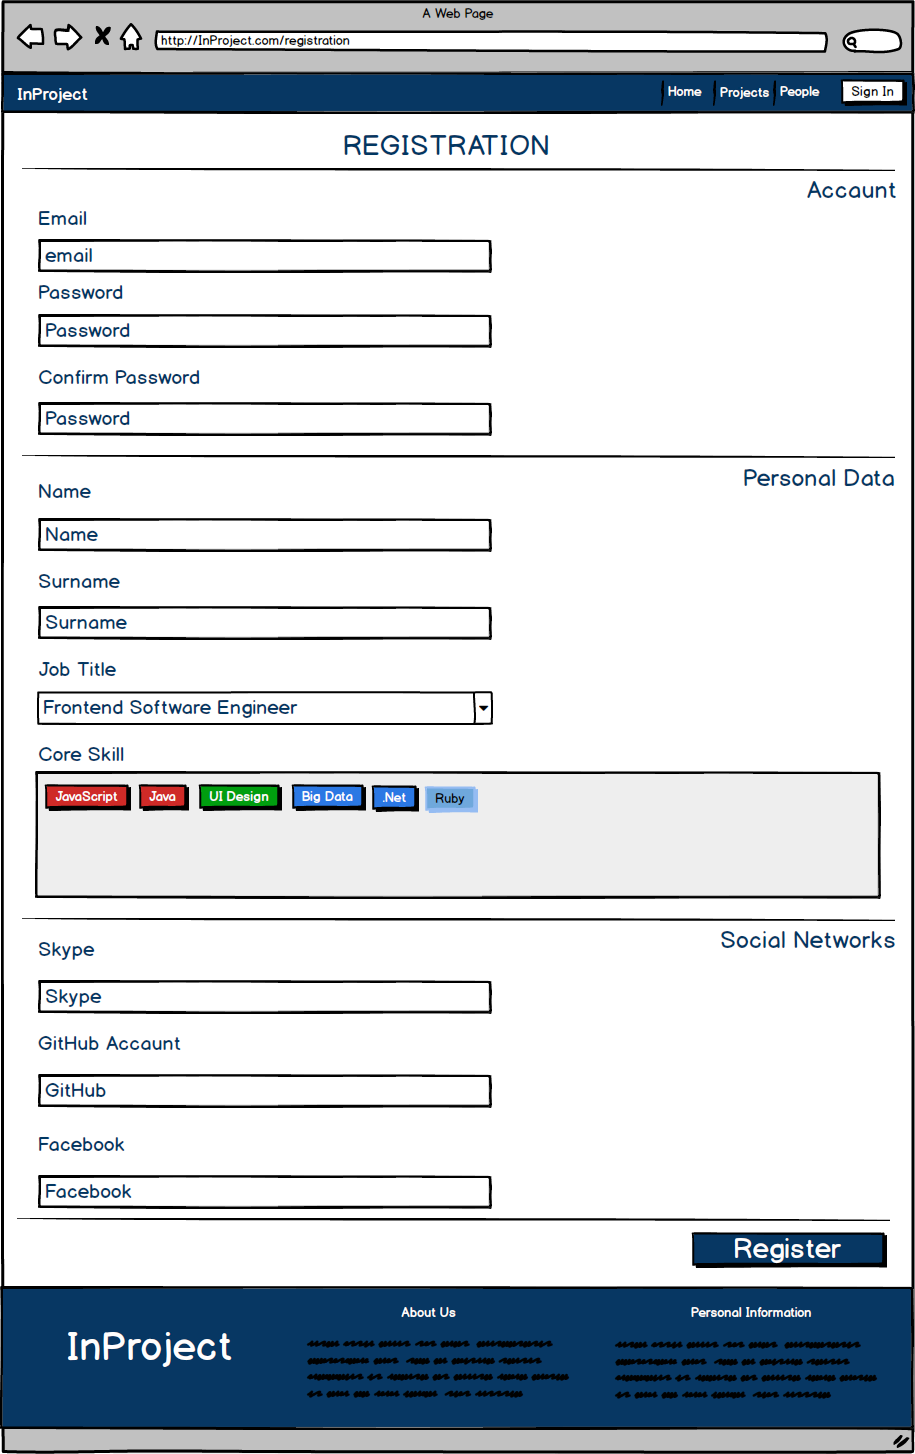 A Web Page
http://InProject.com/registration
InProject
Home
Projects
People
Sign In
REGISTRATION
Accaunt
Email
email
Password
Password
Confirm Password
Password
Personal Data
Name
Name
Surname
Surname
Job Title
Frontend Software Engineer
Core Skill
JavaScript Java UI Design Big Data .Net Ruby
Social Networks
Skype
Skype
GitHub Accaunt
GitHub
Facebook
Facebook
Register
InProject
About Us
Personal Information